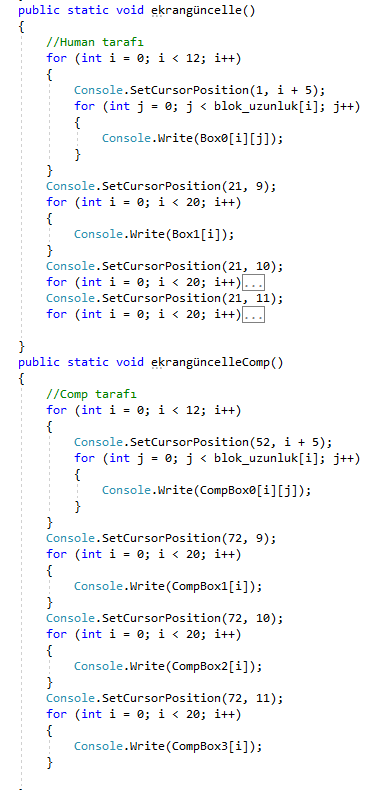 public static void ekrangüncelle()
{
//Human tarafı
for (int i = 0; i < 12; i++)
{
Console.SetCursorPosition(1, i + 5);
for (int j = 0; j < blok_uzunluk[i]; j++)
{
Console.Write(Box0[i][j]);
}
}
Console.SetCursorPosition(21, 9);
for (int i = 0; i < 20; i++)
{
Console.Write(Box1[i]);
}
Console.SetCursorPosition(21, 10);
for (int i = 0; i < 20; i++)...
Console.SetCursorPosition(21, 11);
for (int i = 0; i < 20; i++)...
}
public static void ekrangüncelleComp()
{
//Comp tarafı
for (int i = 0; i < 12; i++)
{
Console.SetCursorPosition(52, i + 5);
for (int j = 0; j < blok_uzunluk[i]; j++)
{
Console.Write(CompBox0[i][j]);
}
}
Console.SetCursorPosition(72, 9);
for (int i = 0; i < 20; i++)
{
Console.Write(CompBox1[i]);
}
Console.SetCursorPosition(72, 10);
for (int i = 0; i < 20; i++)
{
Console.Write(CompBox2[i]);
}
Console.SetCursorPosition(72, 11);
for (int i = 0; i < 20; i++)
{
Console.Write(CompBox3[i]);
}